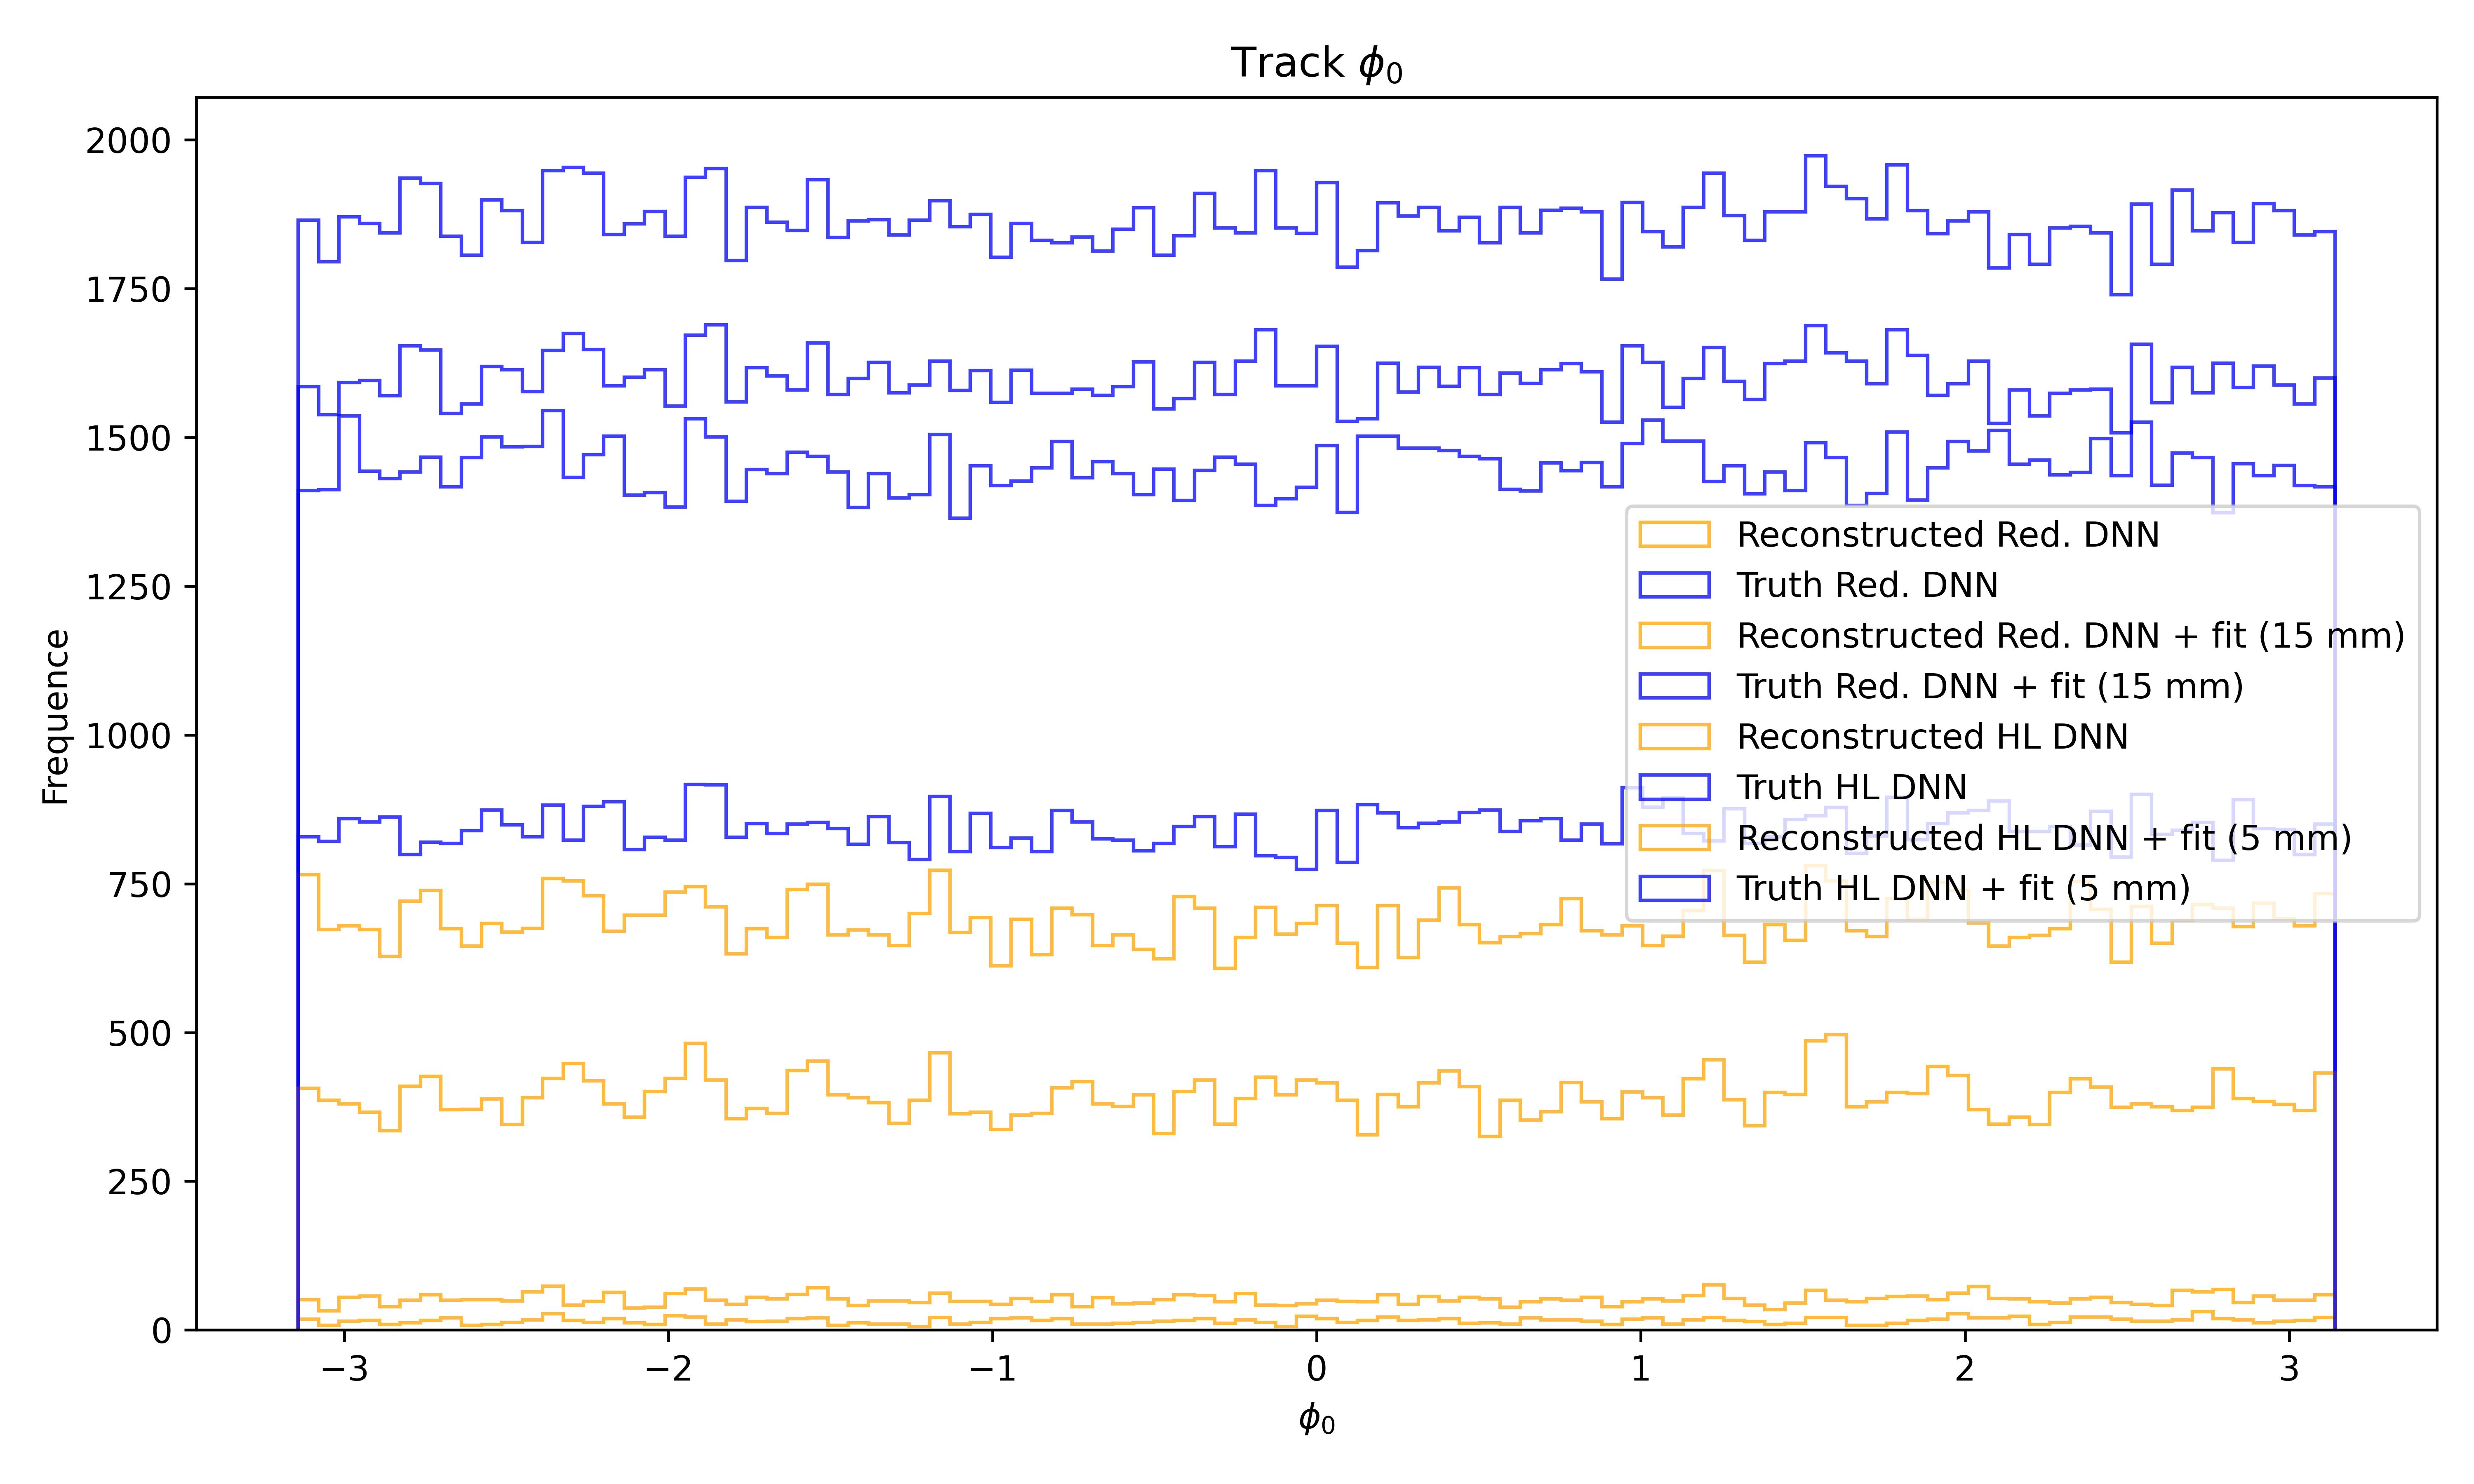 Track ϕ₀
Frequence
2000
1750
1500
1250
1000
750
500
250
0
Reconstructed Red. DNN
Truth Red. DNN
Reconstructed Red. DNN + fit (15 mm)
Truth Red. DNN + fit (15 mm)
Reconstructed HL DNN
Truth HL DNN
Reconstructed HL DNN + fit (5 mm)
Truth HL DNN + fit (5 mm)
−3 −2 −1 0 1 2 3
ϕ₀